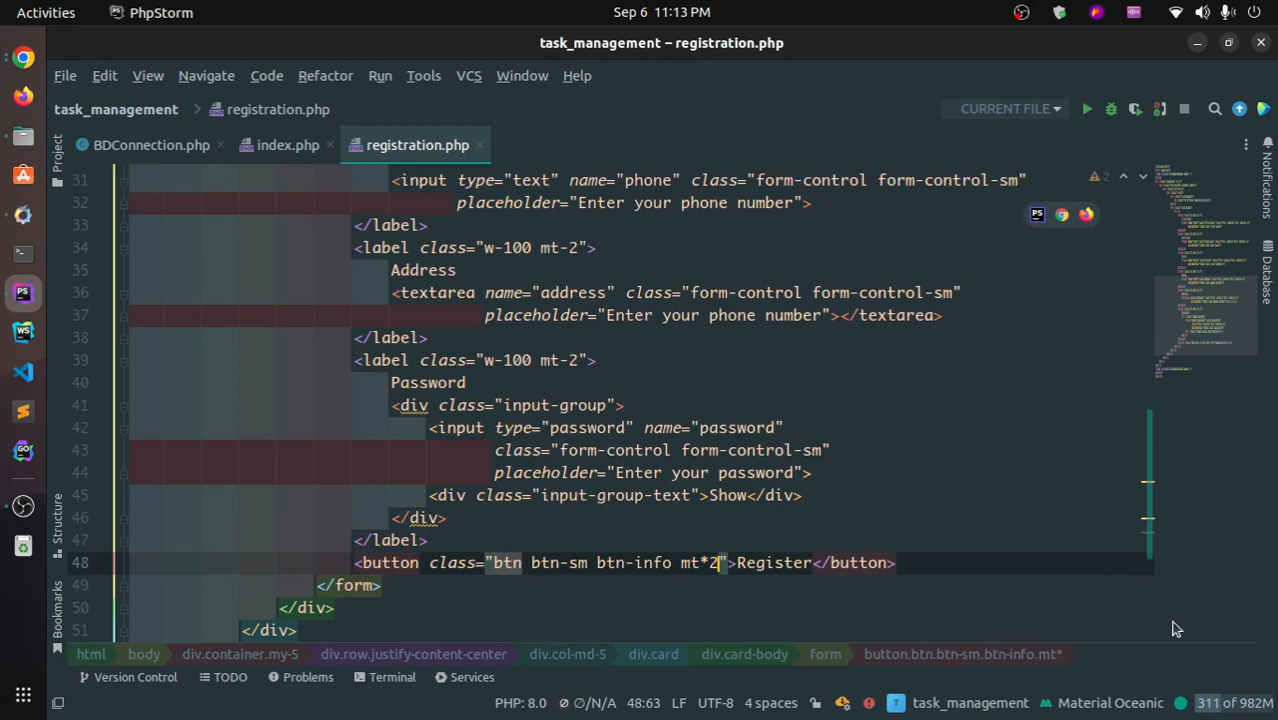 Activities PhpStorm Sep 6 11:13 PM
task_management – registration.php
File Edit View Navigate Code Refactor Run Tools VCS Window Help
task_management registration.php CURRENT FILE
BDConnection.php index.php registration.php
Project
Structure
Bookmarks
Notifications
Database
2
31 <input type="text" name="phone" class="form-control form-control-sm"
32 placeholder="Enter your phone number">
33 </label>
34 <label class="w-100 mt-2">
35 Address
36 <textarea name="address" class="form-control form-control-sm"
37 placeholder="Enter your phone number"></textarea>
38 </label>
39 <label class="w-100 mt-2">
40 Password
41 <div class="input-group">
42 <input type="password" name="password"
43 class="form-control form-control-sm"
44 placeholder="Enter your password">
45 <div class="input-group-text">Show</div>
46 </div>
47 </label>
48 <button class="btn btn-sm btn-info mt*2">Register</button>
49 </form>
50 </div>
51 </div>
html body div.container.my-5 div.row.justify-content-center div.col-md-5 div.card div.card-body form button.btn.btn-sm.btn-info.mt*
Version Control TODO Problems Terminal Services
PHP: 8.0 ∅/N/A 48:63 LF UTF-8 4 spaces task_management Material Oceanic 311 of 982M